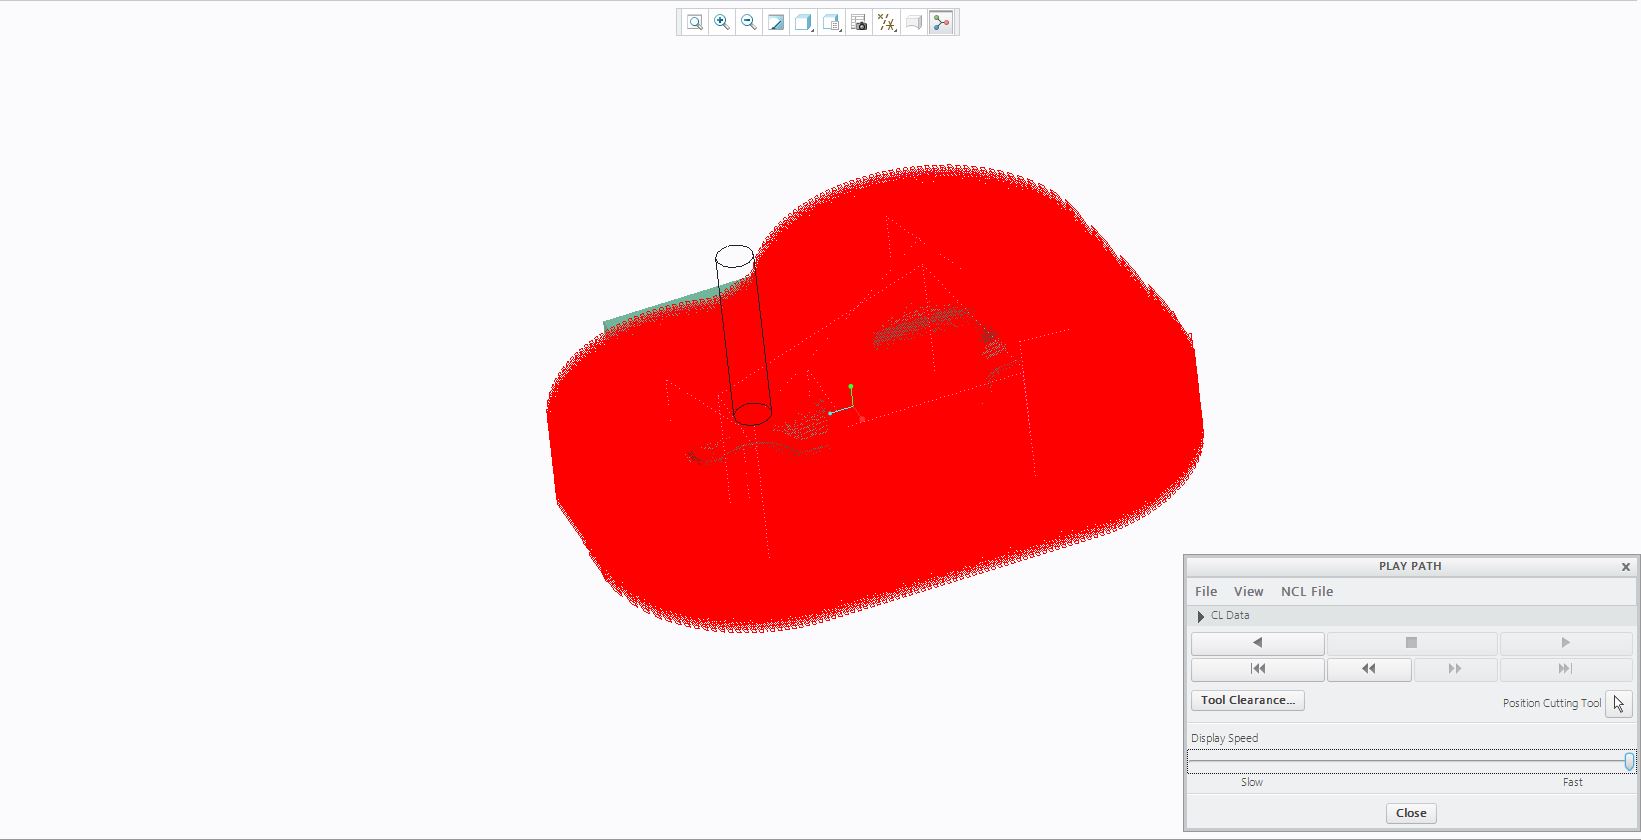 PLAY PATH
File View NCL File
CL Data
Tool Clearance...
Position Cutting Tool
Display Speed
Slow Fast
Close